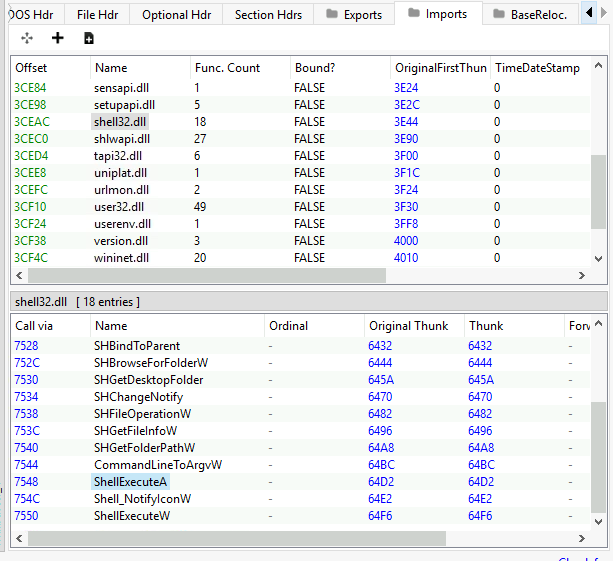 DOS Hdr File Hdr Optional Hdr Section Hdrs Exports Imports BaseReloc.
Offset Name Func. Count Bound? OriginalFirstThun TimeDateStamp
3CE84 sensapi.dll 1 FALSE 3E24 0
3CE98 setupapi.dll 5 FALSE 3E2C 0
3CEAC shell32.dll 18 FALSE 3E44 0
3CEC0 shlwapi.dll 27 FALSE 3E90 0
3CED4 tapi32.dll 6 FALSE 3F00 0
3CEE8 uniplat.dll 1 FALSE 3F1C 0
3CEFC urlmon.dll 2 FALSE 3F24 0
3CF10 user32.dll 49 FALSE 3F30 0
3CF24 userenv.dll 1 FALSE 3FF8 0
3CF38 version.dll 3 FALSE 4000 0
3CF4C wininet.dll 20 FALSE 4010 0
shell32.dll [ 18 entries ]
Call via Name Ordinal Original Thunk Thunk Forw
7528 SHBindToParent - 6432 6432 -
752C SHBrowseForFolderW - 6444 6444 -
7530 SHGetDesktopFolder - 645A 645A -
7534 SHChangeNotify - 6470 6470 -
7538 SHFileOperationW - 6482 6482 -
753C SHGetFileInfoW - 6496 6496 -
7540 SHGetFolderPathW - 64A8 64A8 -
7544 CommandLineToArgvW - 64BC 64BC -
7548 ShellExecuteA - 64D2 64D2 -
754C Shell_NotifyIconW - 64E2 64E2 -
7550 ShellExecuteW - 64F6 64F6 -